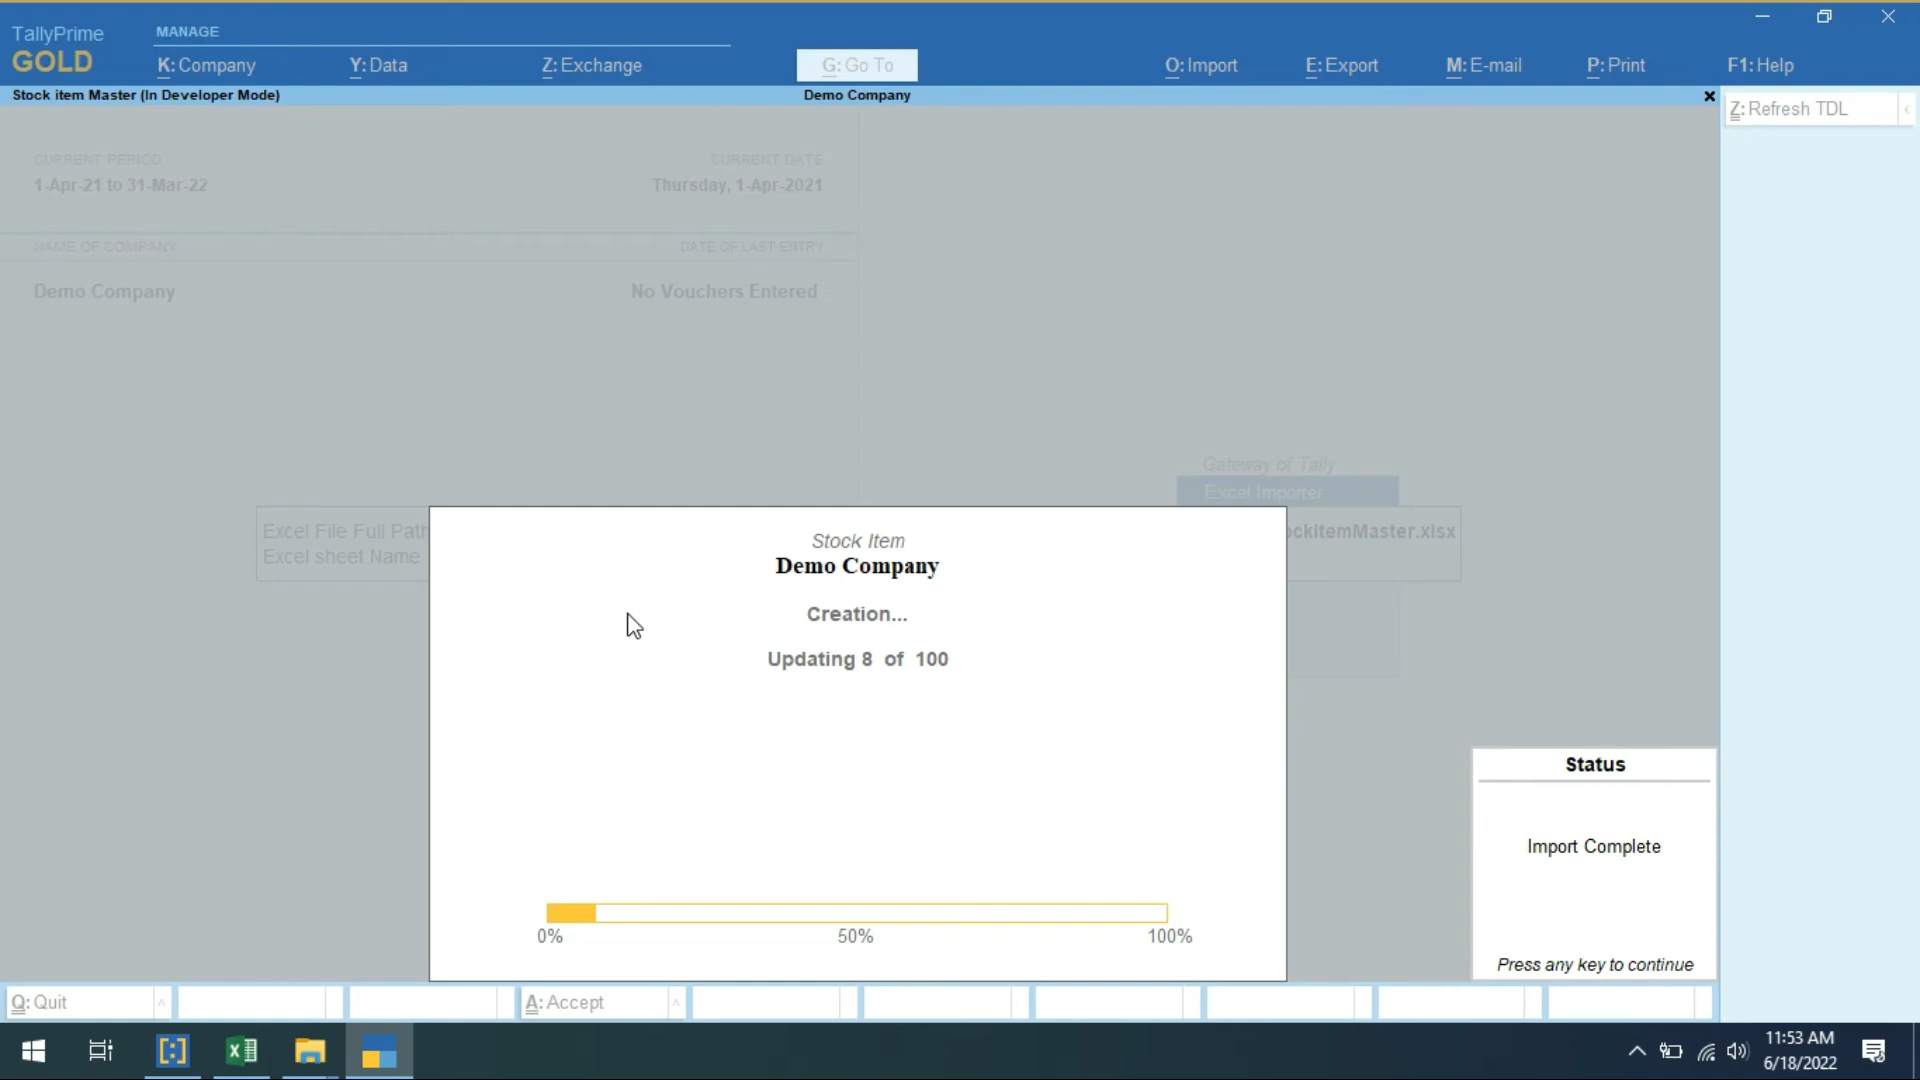 TallyPrime
GOLD
MANAGE
K: Company
Y: Data
Z: Exchange
G: Go To
O: Import
E: Export
M: E-mail
P: Print
F1: Help
Stock item Master (In Developer Mode)
Demo Company
Z: Refresh TDL
CURRENT PERIOD
CURRENT DATE
1-Apr-21 to 31-Mar-22
Thursday, 1-Apr-2021
NAME OF COMPANY
DATE OF LAST ENTRY
Demo Company
No Vouchers Entered
Gateway of Tally
Excel Importer
Excel File Full Path
ockItemMaster.xlsx
Excel sheet Name
Stock Item
Demo Company
Creation...
Updating 8 of 100
0%
50%
100%
Status
Import Complete
Press any key to continue
Q: Quit
A: Accept
11:53 AM
6/18/2022